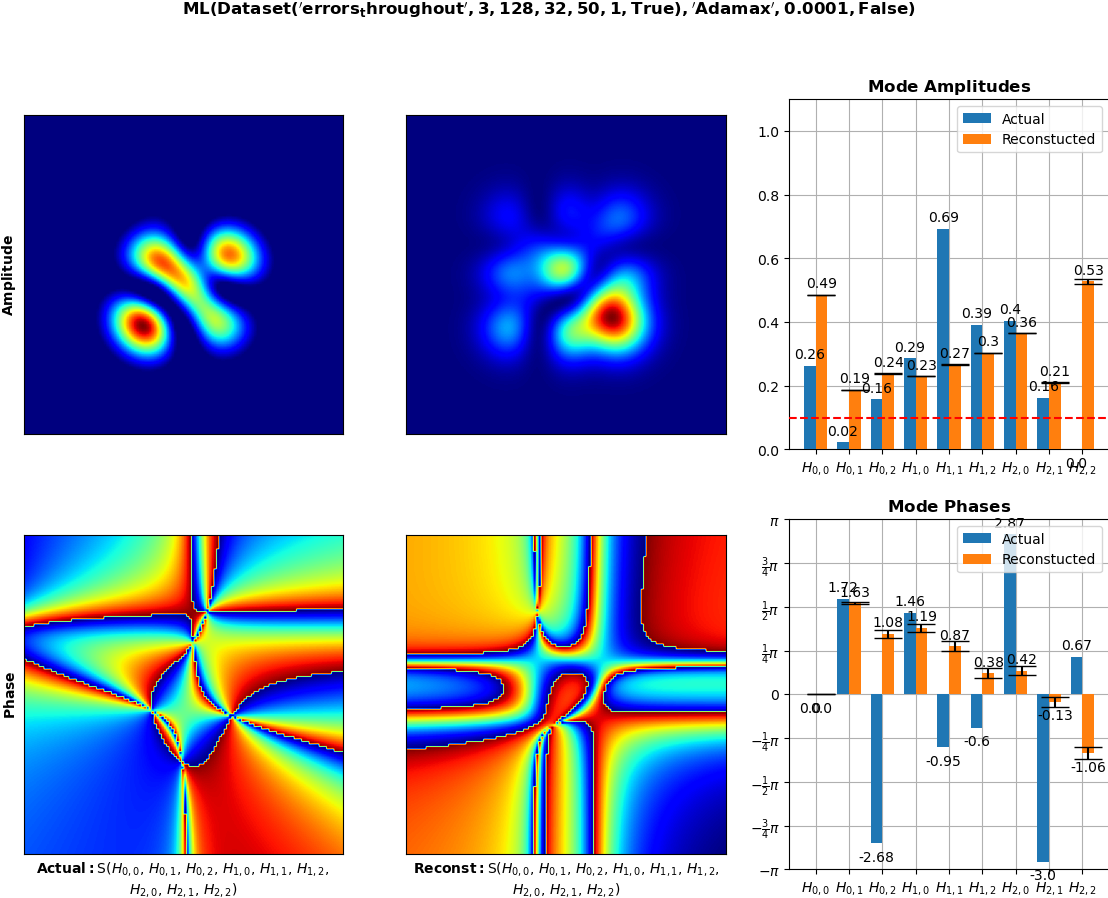 ML(Dataset('errors_throughout', 3, 128, 32, 50, 1, True), 'Adamax', 0.0001, False)
Amplitude
Mode Amplitudes
Actual
Reconstucted
1.0
0.8
0.6
0.4
0.2
0.0
0.26 0.49 0.02 0.19 0.16 0.24 0.29 0.23 0.69 0.27 0.39 0.3 0.4 0.36 0.16 0.21 0.0 0.53
H0,0 H0,1 H0,2 H1,0 H1,1 H1,2 H2,0 H2,1 H2,2
Phase
Mode Phases
Actual
Reconstucted
π
3/4π
1/2π
1/4π
0
−1/4π
−1/2π
−3/4π
−π
0.0 0.0 1.72 1.63 -2.68 1.08 1.46 1.19 -0.95 0.87 -0.6 0.38 2.87 0.42 -3.0 -0.13 0.67 -1.06
H0,0 H0,1 H0,2 H1,0 H1,1 H1,2 H2,0 H2,1 H2,2
Actual: S(H0,0, H0,1, H0,2, H1,0, H1,1, H1,2,
H2,0, H2,1, H2,2)
Reconst: S(H0,0, H0,1, H0,2, H1,0, H1,1, H1,2,
H2,0, H2,1, H2,2)